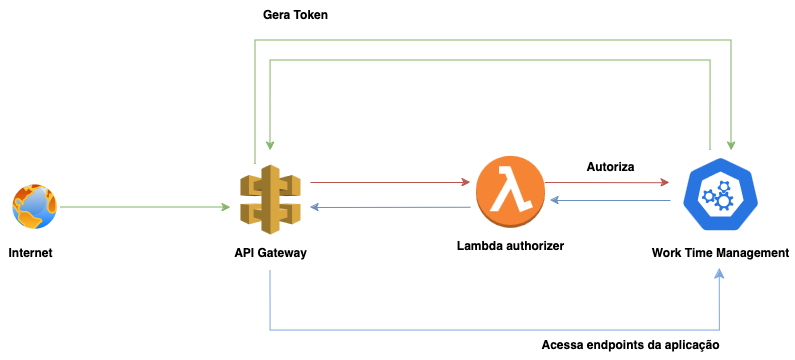 Gera Token
Autoriza
Internet
API Gateway
Lambda authorizer
Work Time Management
Acessa endpoints da aplicação